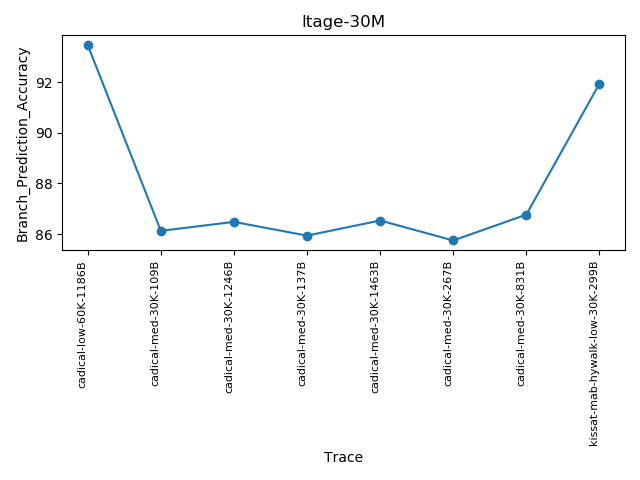 ltage-30M
Branch_Prediction_Accuracy
92
90
88
86
cadical-low-60K-1186B
cadical-med-30K-109B
cadical-med-30K-1246B
cadical-med-30K-137B
cadical-med-30K-1463B
cadical-med-30K-267B
cadical-med-30K-831B
kissat-mab-hywalk-low-30K-299B
Trace